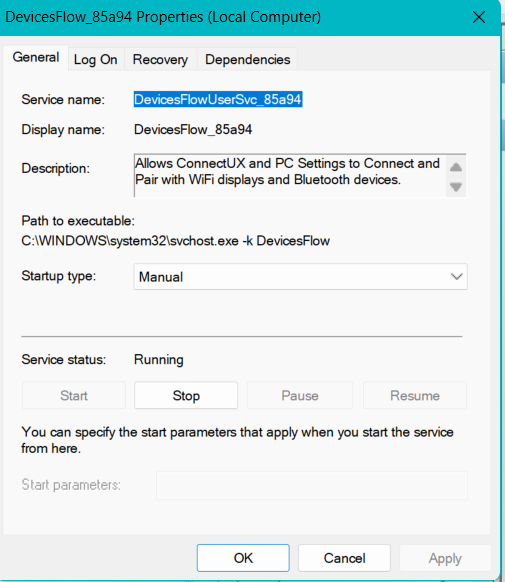 DevicesFlow_85a94 Properties (Local Computer)
General Log On Recovery Dependencies
Service name: DevicesFlowUserSvc_85a94
Display name: DevicesFlow_85a94
Description: Allows ConnectUX and PC Settings to Connect and
Pair with WiFi displays and Bluetooth devices.
Path to executable:
C:\WINDOWS\system32\svchost.exe -k DevicesFlow
Startup type: Manual
Service status: Running
Start Stop Pause Resume
You can specify the start parameters that apply when you start the service
from here.
Start parameters:
OK Cancel Apply